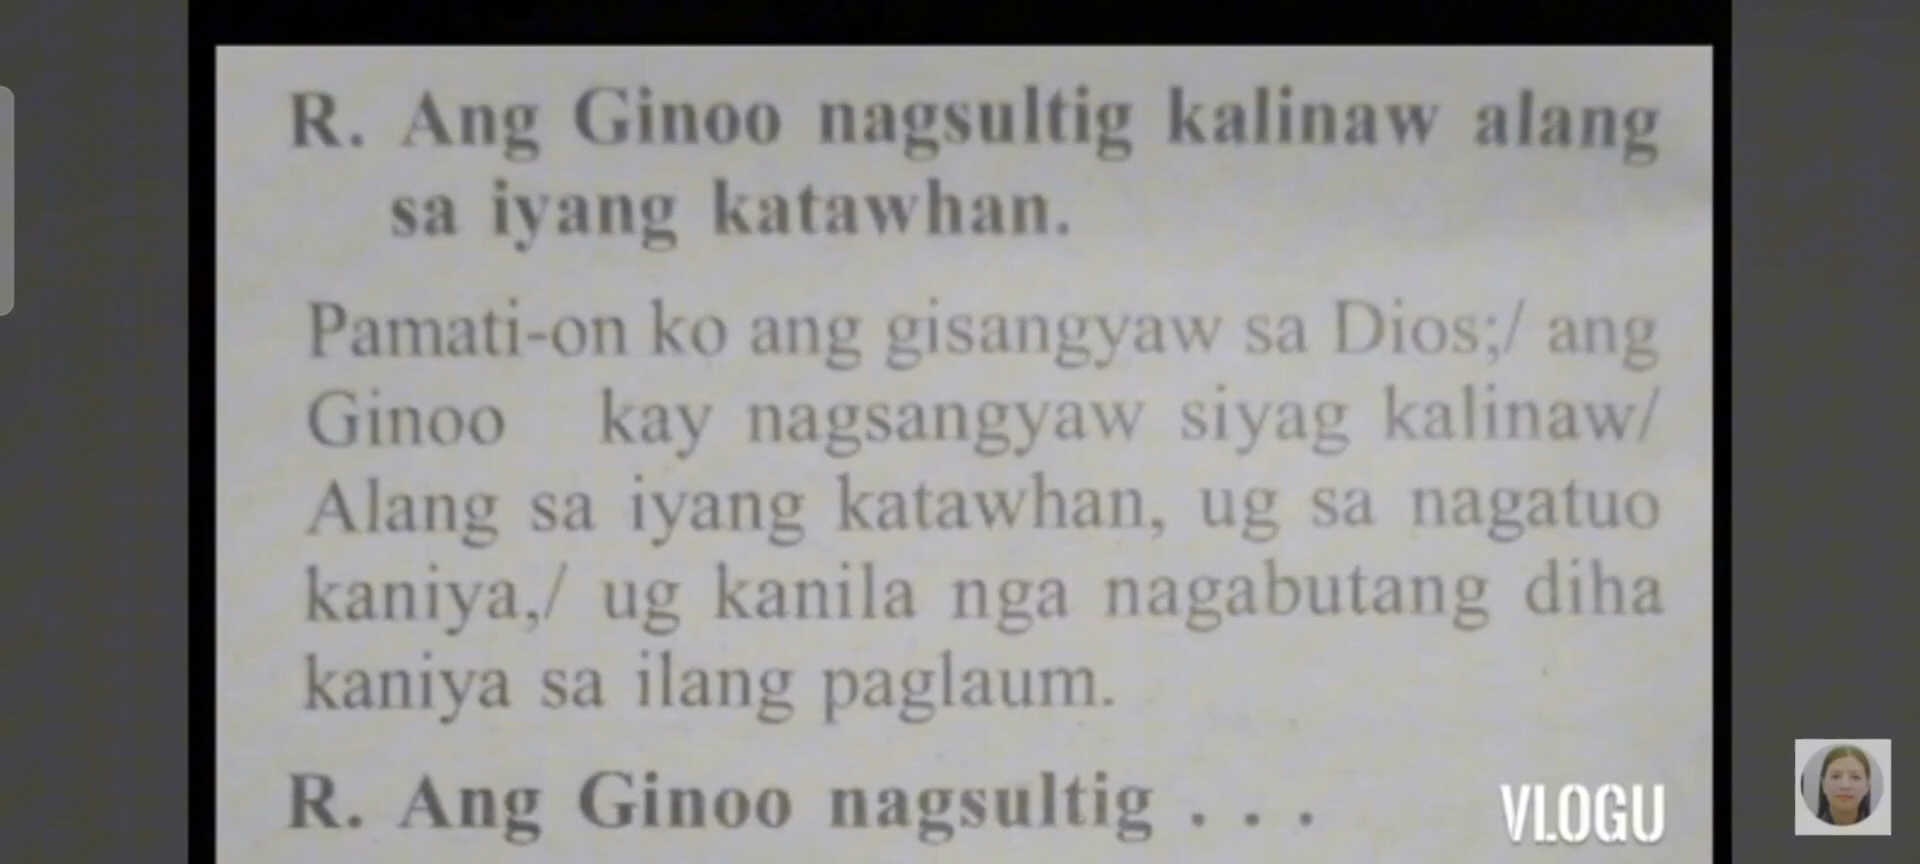 R. Ang Ginoo nagsultig kalinaw alang
sa iyang katawhan.
Pamati-on ko ang gisangyaw sa Dios;/ ang
Ginoo kay nagsangyaw siyag kalinaw/
Alang sa iyang katawhan, ug sa nagatuo
kaniya,/ ug kanila nga nagabutang diha
kaniya sa ilang paglaum.
R. Ang Ginoo nagsultig . . .
VLOGU